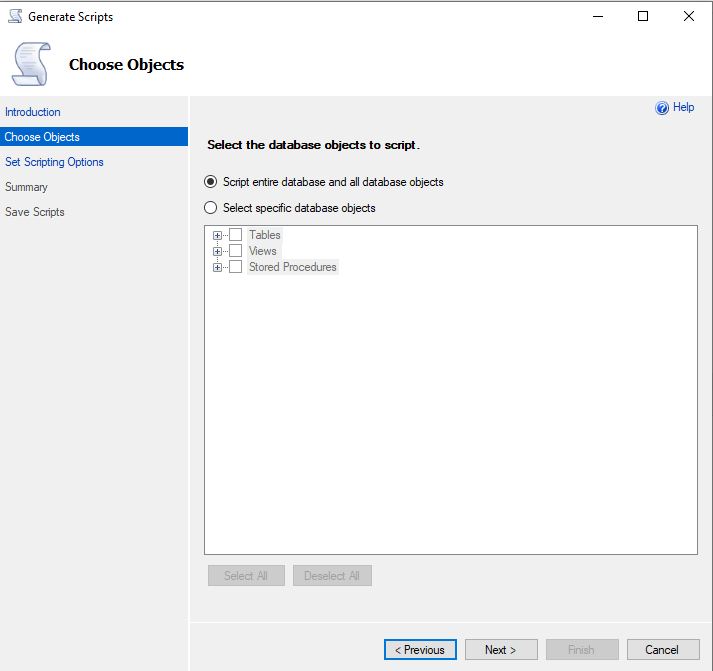 Generate Scripts
Choose Objects
Introduction
Choose Objects
Set Scripting Options
Summary
Save Scripts
Help
Select the database objects to script.
Script entire database and all database objects
Select specific database objects
Tables
Views
Stored Procedures
Select All
Deselect All
< Previous
Next >
Finish
Cancel